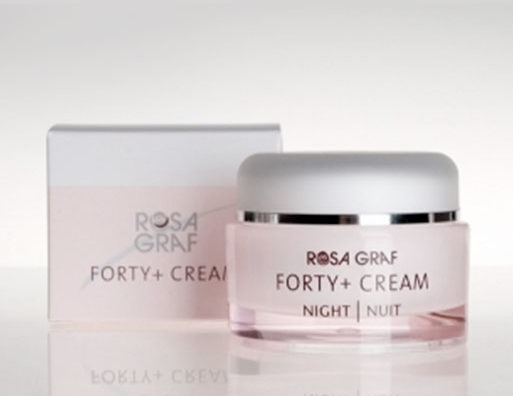 ROSA
GRAF
FORTY+ CREAM
ROSA GRAF
FORTY+ CREAM
NIGHT | NUIT